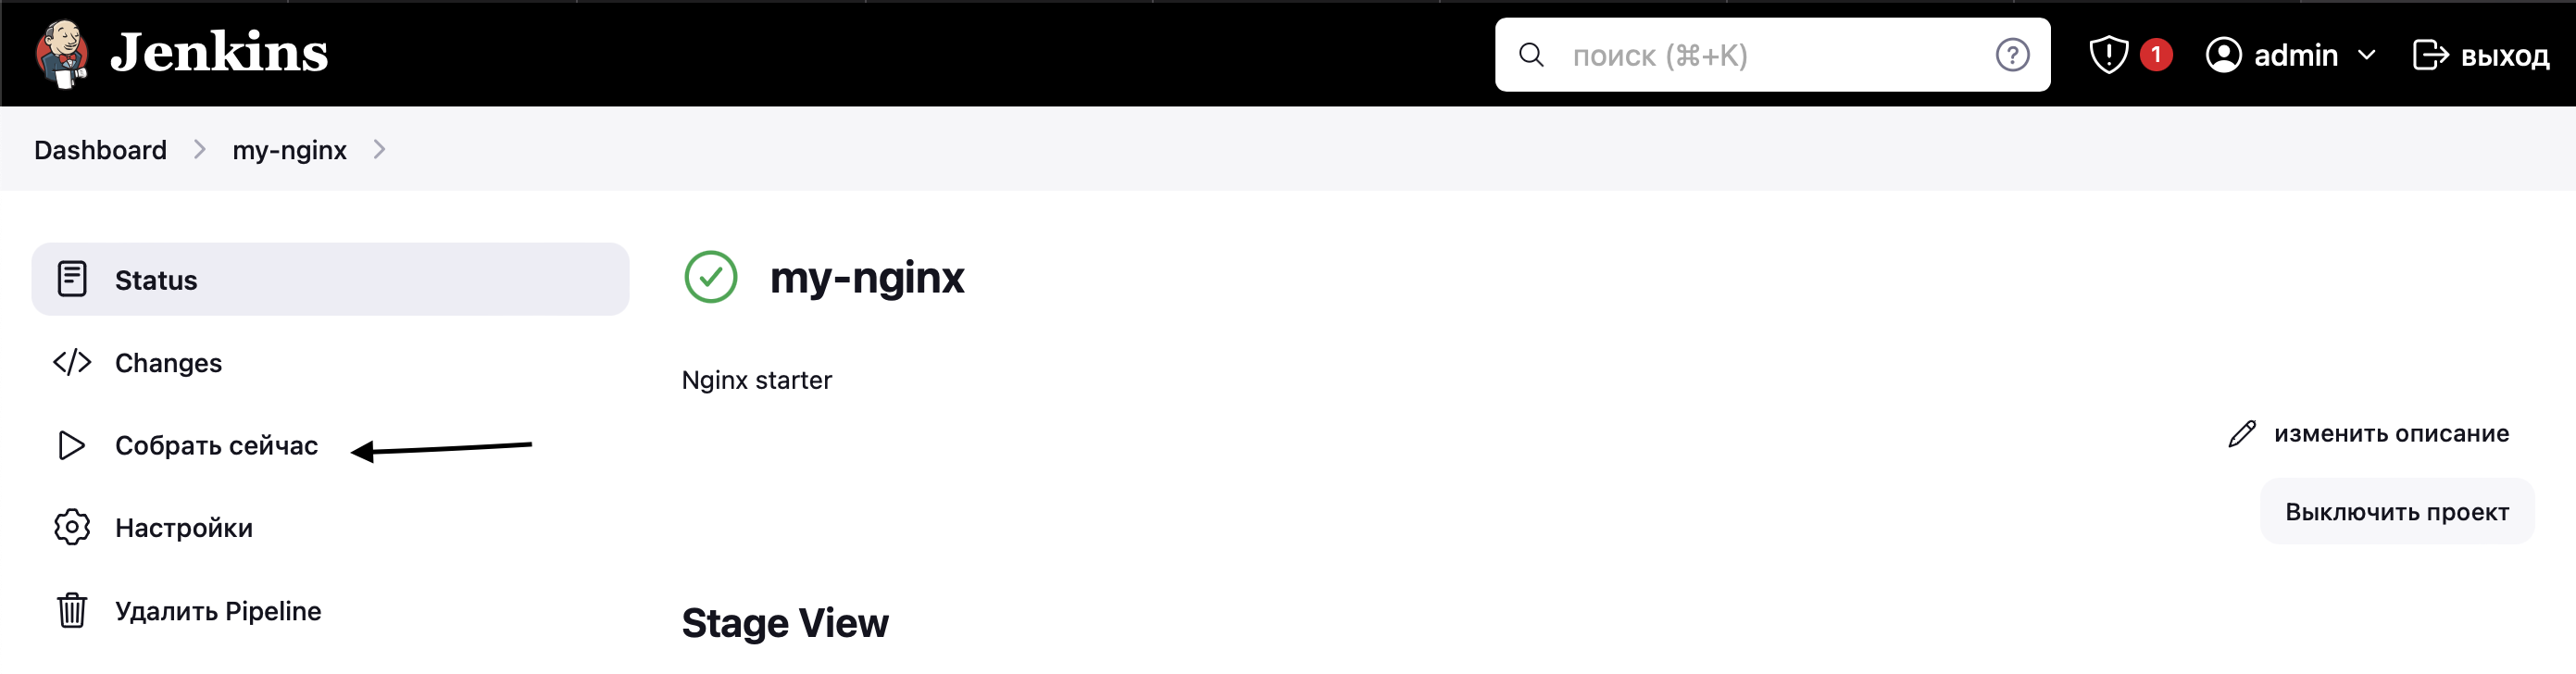 Jenkins
поиск (⌘+K)
1
admin
выход
Dashboard
my-nginx
Status
Changes
Собрать сейчас
Настройки
Удалить Pipeline
my-nginx
Nginx starter
изменить описание
Выключить проект
Stage View